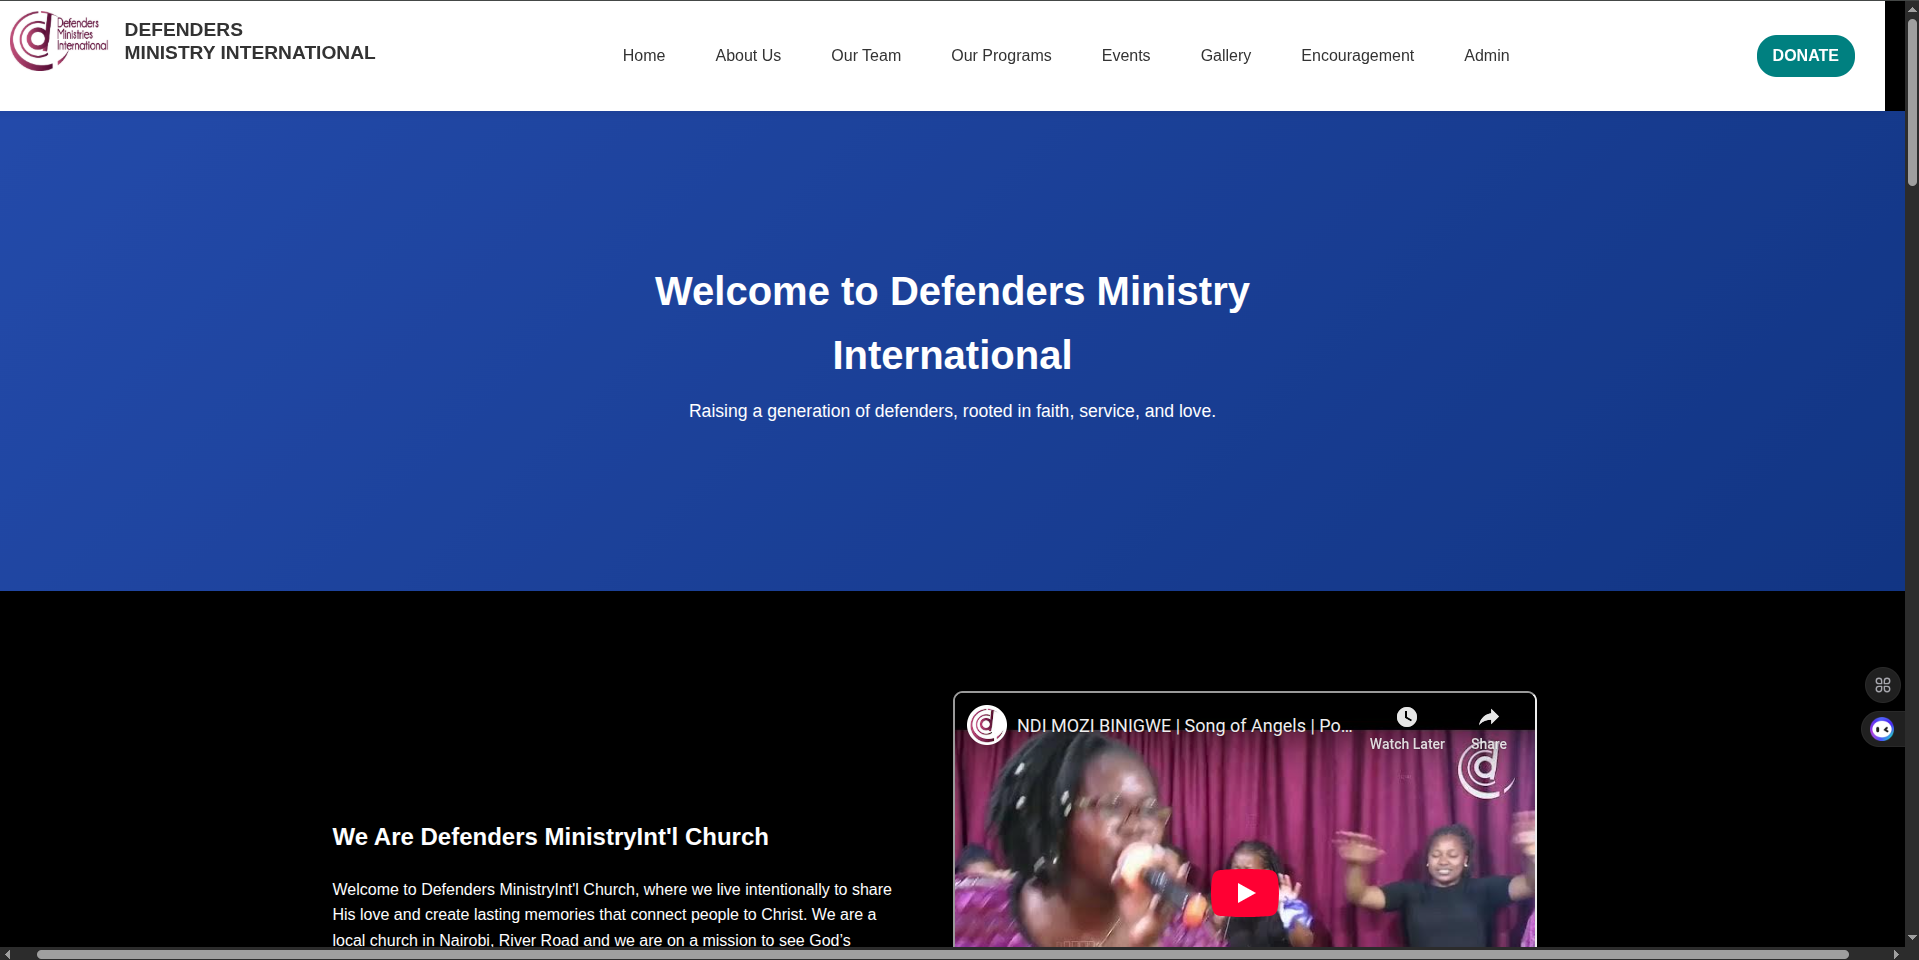 Defenders
Ministries
International
DEFENDERS
MINISTRY INTERNATIONAL
Home
About Us
Our Team
Our Programs
Events
Gallery
Encouragement
Admin
DONATE
Welcome to Defenders Ministry
International
Raising a generation of defenders, rooted in faith, service, and love.
NDI MOZI BINIGWE | Song of Angels | Po...
Watch Later
Share
We Are Defenders MinistryInt'l Church
Welcome to Defenders MinistryInt'l Church, where we live intentionally to share
His love and create lasting memories that connect people to Christ. We are a
local church in Nairobi, River Road and we are on a mission to see God’s